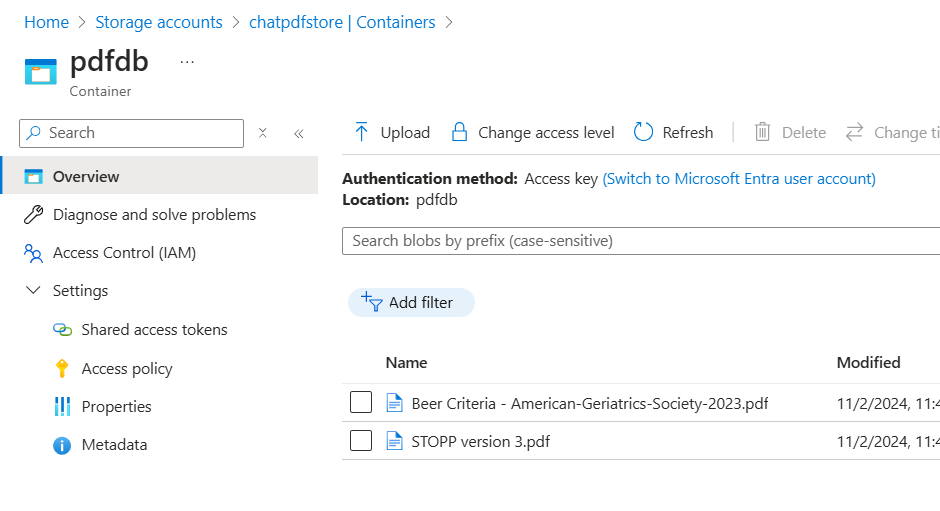 Home > Storage accounts > chatpdfstore | Containers >
pdfdb ...
Container
Search
Overview
Diagnose and solve problems
Access Control (IAM)
Settings
Shared access tokens
Access policy
Properties
Metadata
Upload Change access level Refresh Delete Change ti
Authentication method: Access key (Switch to Microsoft Entra user account)
Location: pdfdb
Search blobs by prefix (case-sensitive)
Add filter
Name Modified
Beer Criteria - American-Geriatrics-Society-2023.pdf 11/2/2024, 11:4
STOPP version 3.pdf 11/2/2024, 11:4